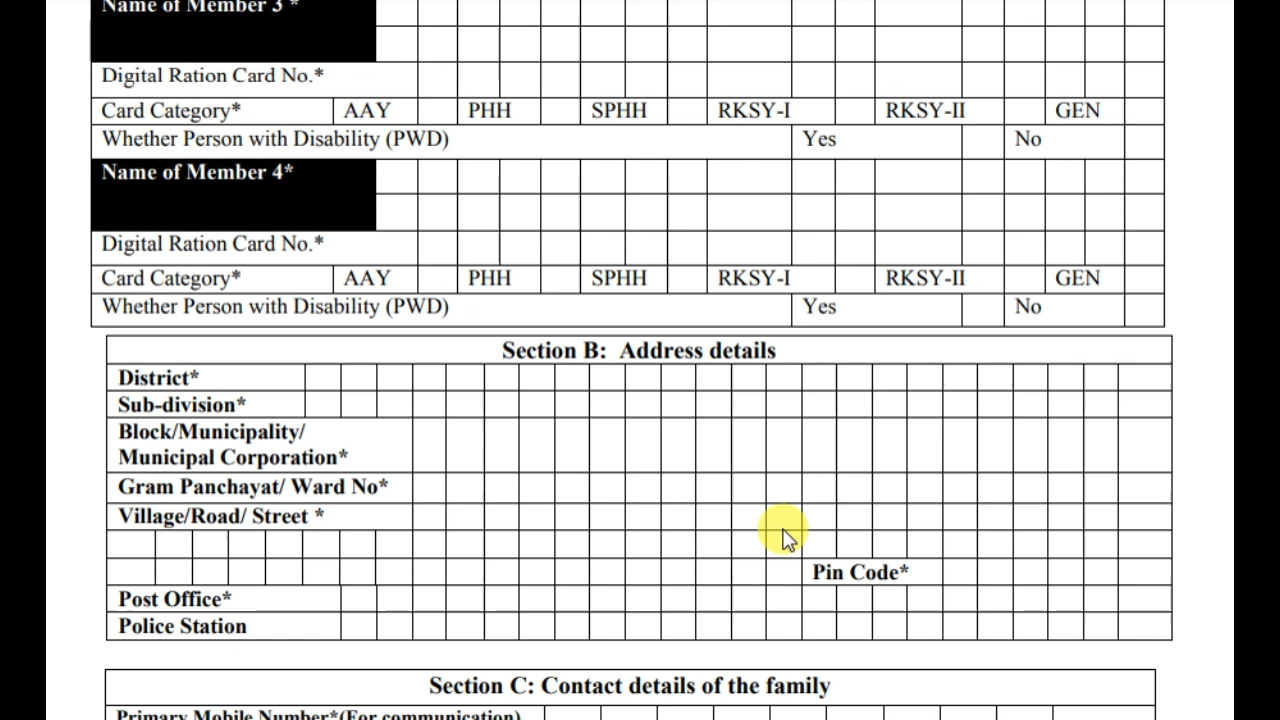 Name of Member 3 *
Digital Ration Card No.*
Card Category* AAY PHH SPHH RKSY-I RKSY-II GEN
Whether Person with Disability (PWD) Yes No
Name of Member 4*
Digital Ration Card No.*
Card Category* AAY PHH SPHH RKSY-I RKSY-II GEN
Whether Person with Disability (PWD) Yes No
Section B: Address details
District*
Sub-division*
Block/Municipality/
Municipal Corporation*
Gram Panchayat/ Ward No*
Village/Road/ Street *
Pin Code*
Post Office*
Police Station
Section C: Contact details of the family
Primary Mobile Number*(For communication)